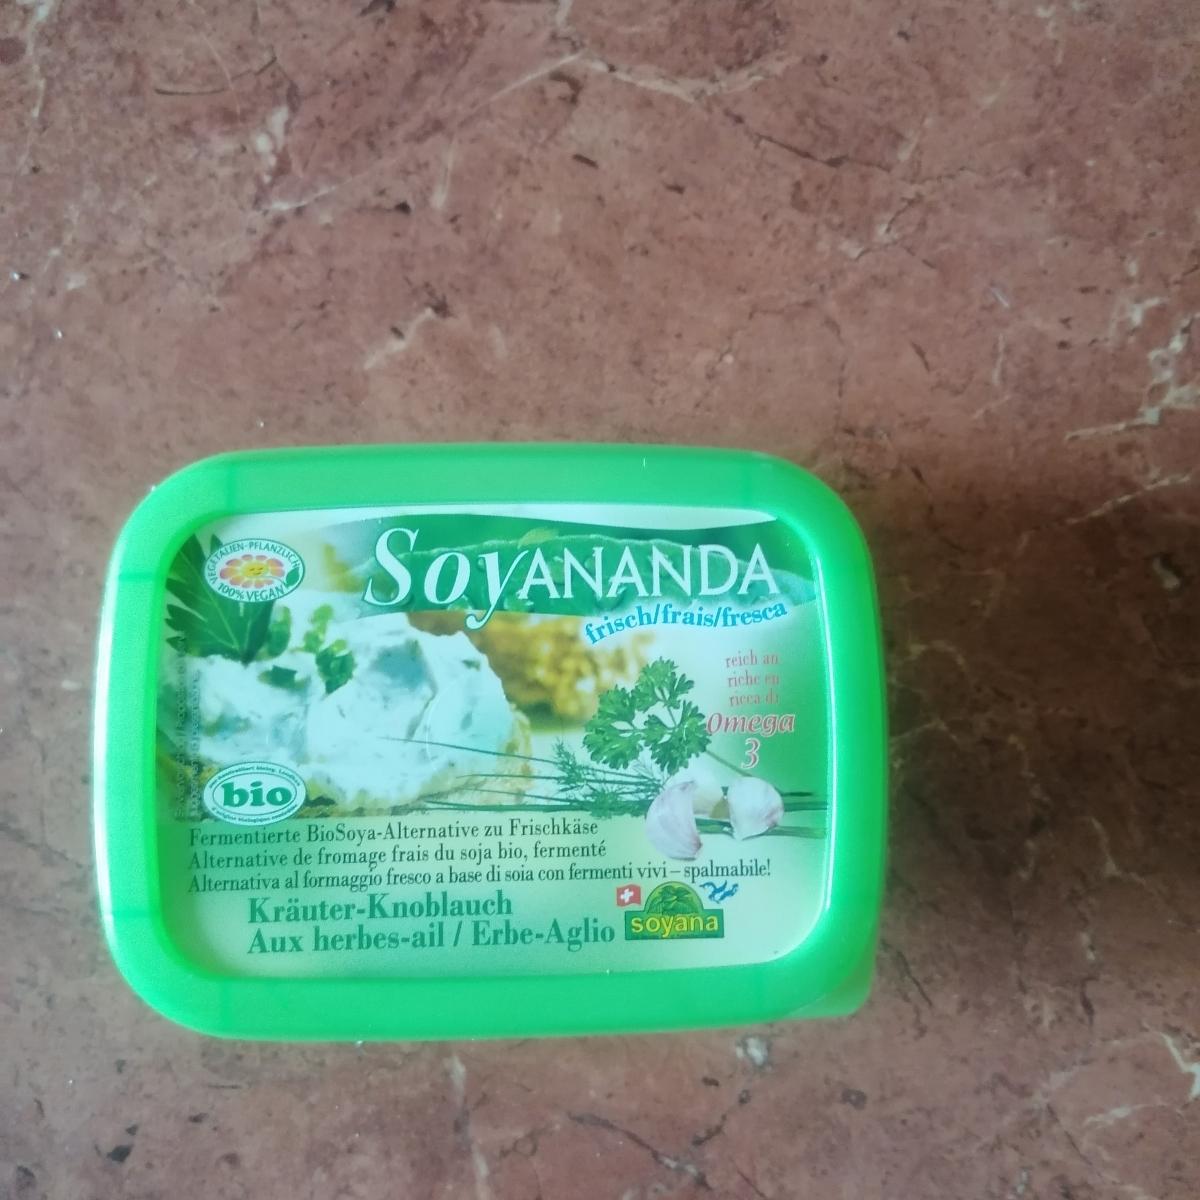 SoyANANDA
frisch/frais/fresca
VEGETALIEN-PFLANZLICH
100% VEGAN
reich an
riche en
ricca di
Omega
3
bio
Fermentierte BioSoya-Alternative zu Frischkäse
Alternative de fromage frais du soja bio, fermenté
Alternativa al formaggio fresco a base di soia con fermenti vivi – spalmabile!
Kräuter-Knoblauch
Aux herbes-ail / Erbe-Aglio
soyana